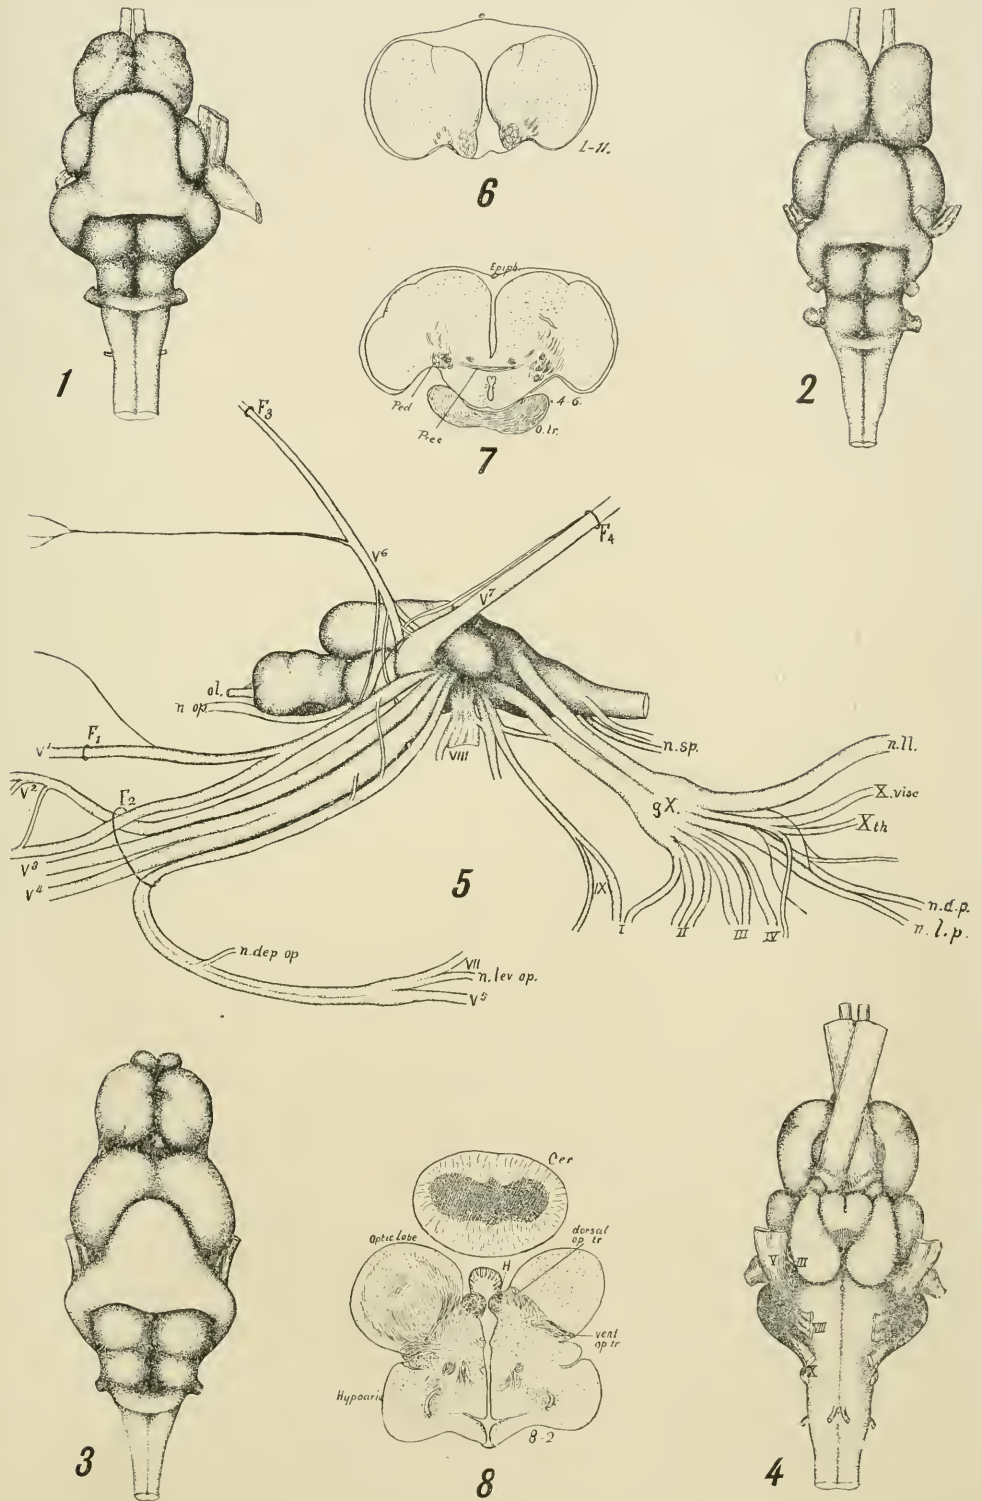 1-11.
6
1
2
Epiph.
Ped
Prec
4-6.
O.tr.
7
F3
V6
F4
V7
ol.
n op.
V1
F1
V2
F2
V3
V4
VIII
n.sp.
n.ll.
gX.
X.visc
Xth
5
IX
I
II
III
IV
n.d.p.
n.l.p.
n.dep op
VII
n.lev op.
V5
Cer
Optic Lobe
dorsal
op tr
H
vent
op tr
Hypoaria
8-2
V
III
VIII
X
3
8
4